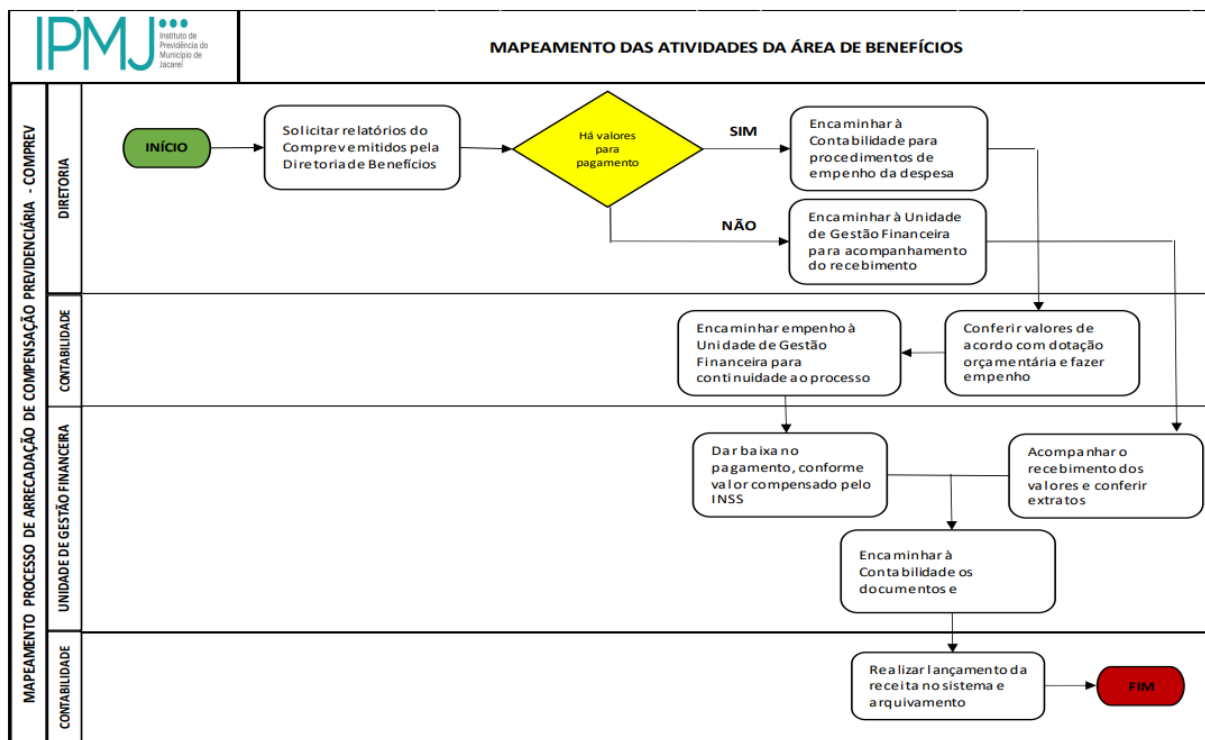 IPMJ
Instituto de
Previdência do
Município de
Jacareí
MAPEAMENTO DAS ATIVIDADES DA ÁREA DE BENEFÍCIOS
MAPEAMENTO PROCESSO DE ARRECADAÇÃO DE COMPENSAÇÃO PREVIDENCIÁRIA - COMPREV
DIRETORIA
INÍCIO
Solicitar relatórios do
Comprev emitidos pela
Diretoria de Benefícios
Há valores
para
pagamento
SIM
Encaminhar à
Contabilidade para
procedimentos de
empenho da despesa
NÃO
Encaminhar à Unidade
de Gestão Financeira
para acompanhamento
do recebimento
CONTABILIDADE
Encaminhar empenho à
Unidade de Gestão
Financeira para
continuidade ao processo
Conferir valores de
acordo com dotação
orçamentária e fazer
empenho
UNIDADE DE GESTÃO FINANCEIRA
Dar baixa no
pagamento, conforme
valor compensado pelo
INSS
Acompanhar o
recebimento dos
valores e conferir
extratos
Encaminhar à
Contabilidade os
documentos e
CONTABILIDADE
Realizar lançamento da
receita no sistema e
arquivamento
FIM